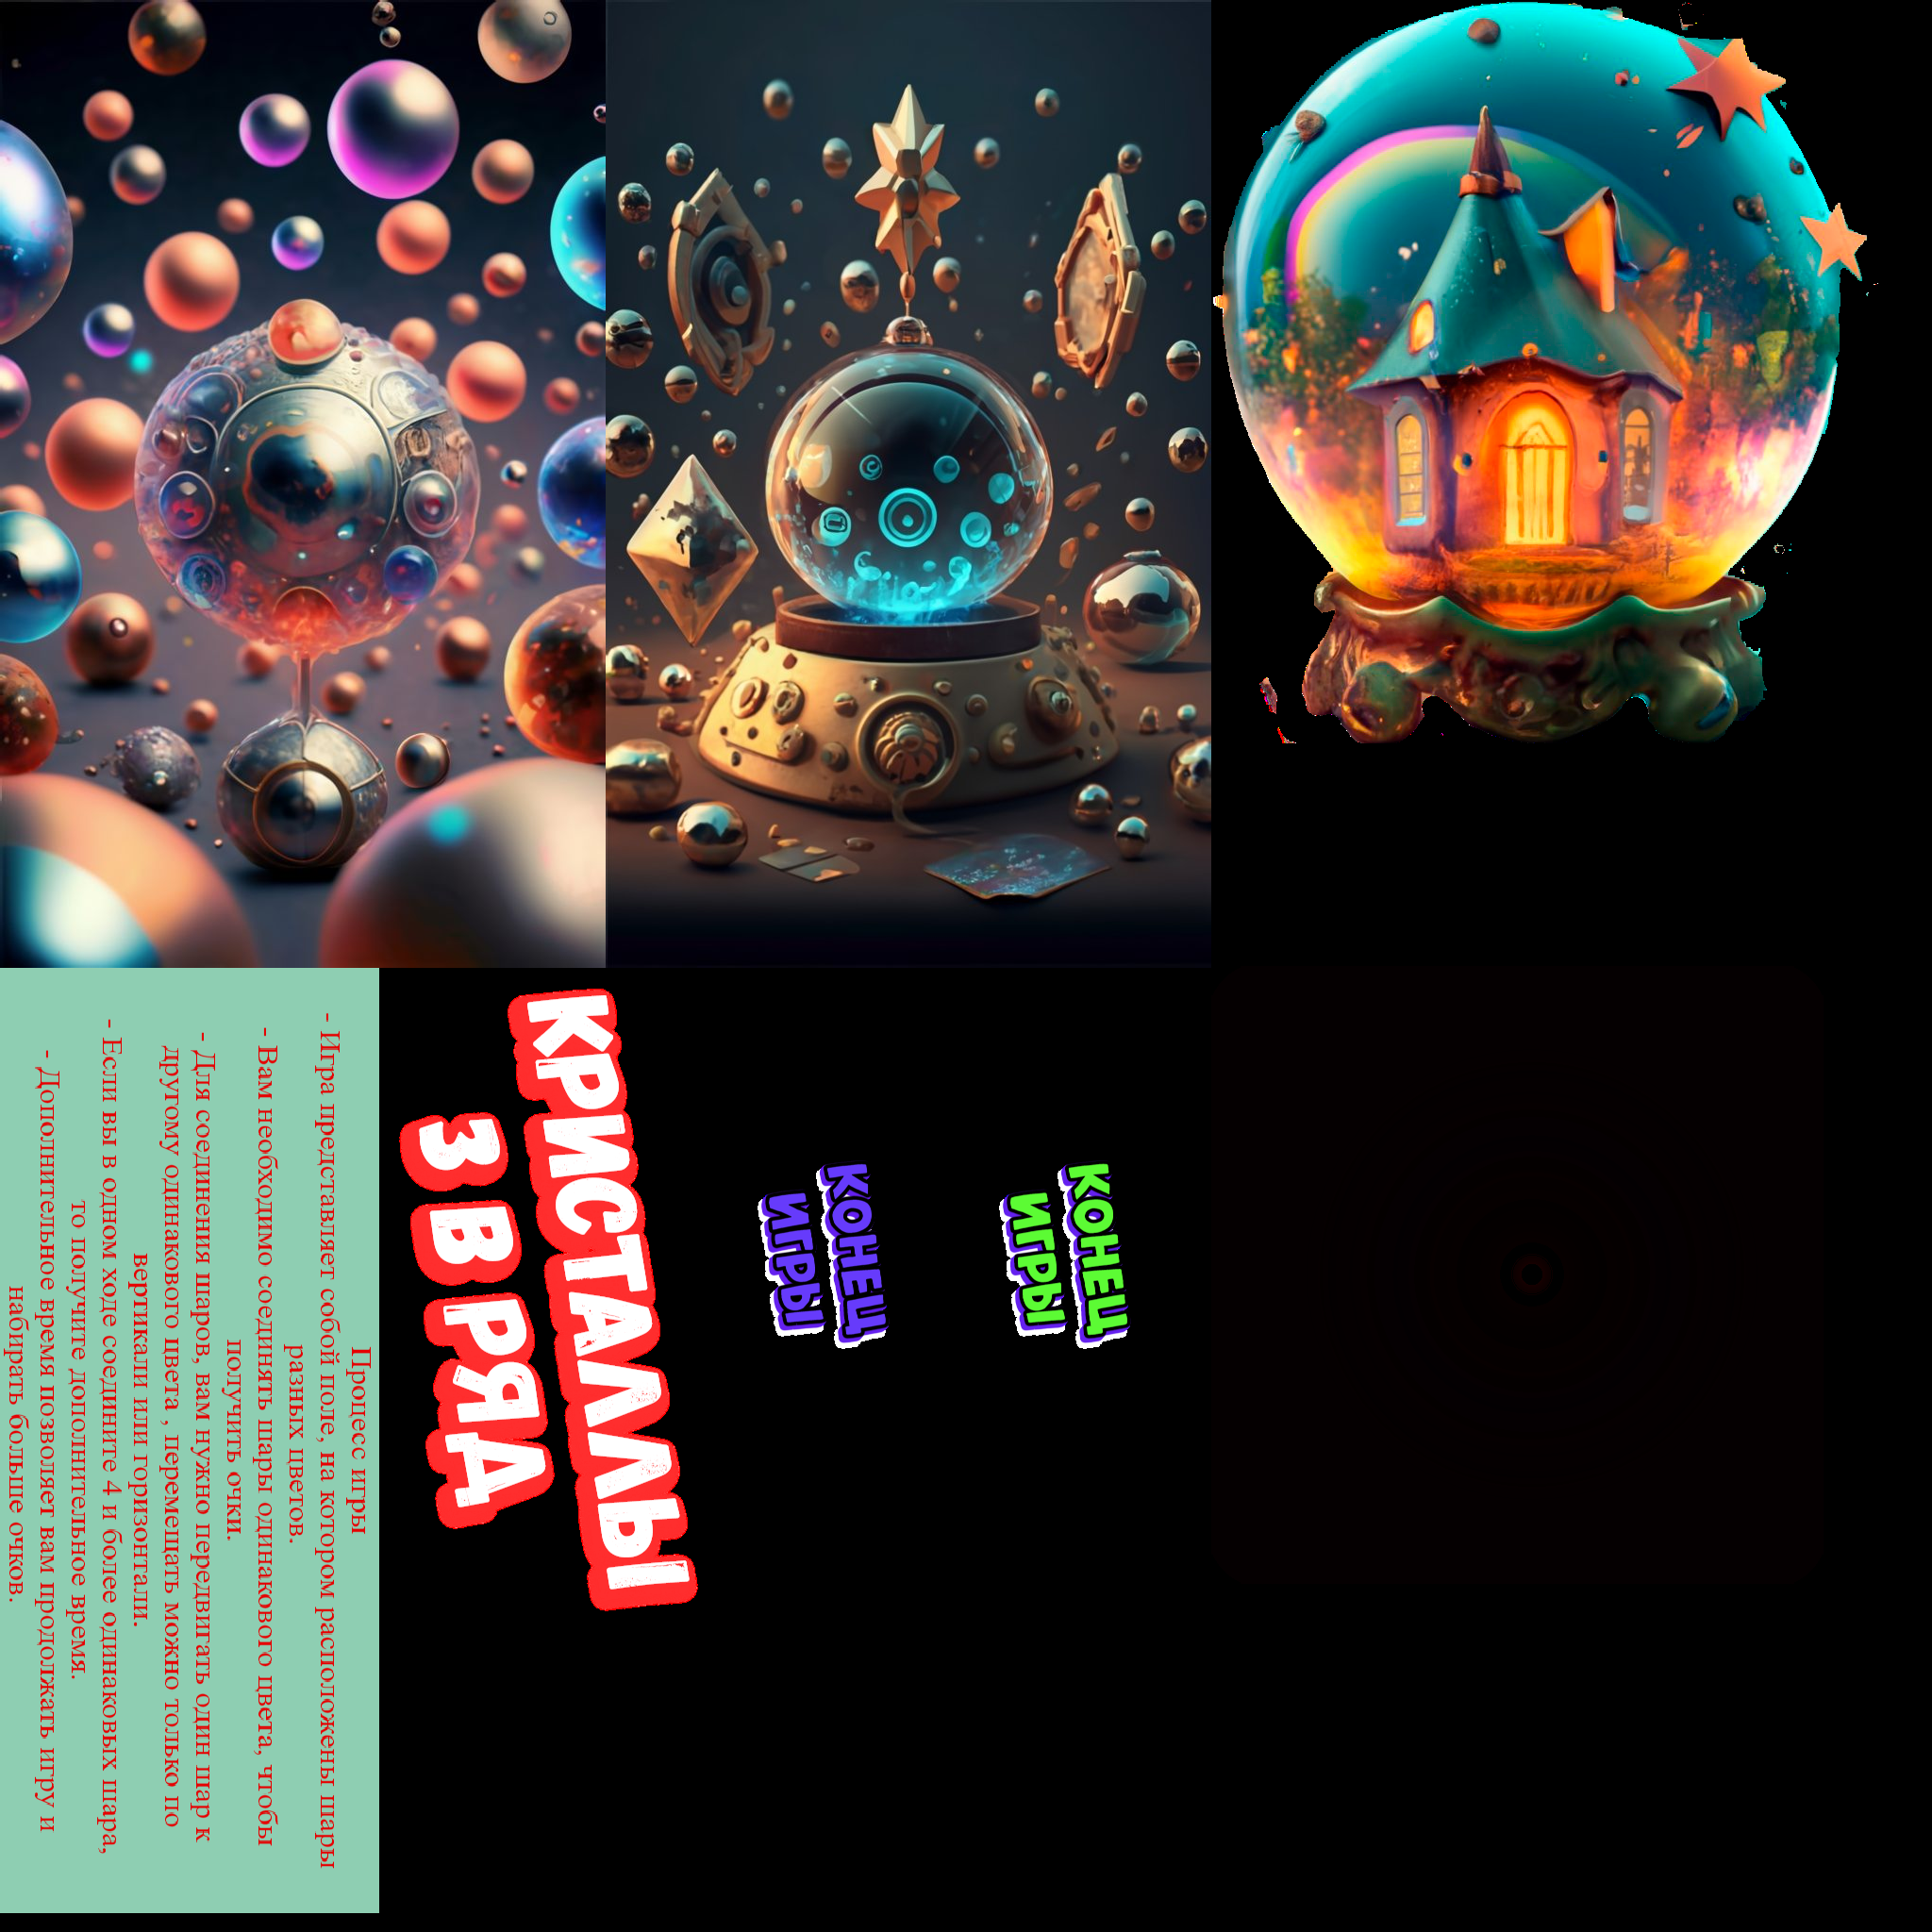 Процесс игры
- Игра представляет собой поле, на котором расположены шары
разных цветов.
- Вам необходимо соединять шары одинакового цвета, чтобы
получить очки.
- Для соединения шаров, вам нужно передвигать один шар к
другому одинакового цвета , перемещать можно только по
вертикали или горизонтали.
- Если вы в одном ходе соедините 4 и более одинаковых шара,
то получите дополнительное время.
- Дополнительное время позволяет вам продолжать игру и
набирать больше очков.
КРИСТАЛЛЫ
3 В РЯД
КОНЕЦ
ИГРЫ
КОНЕЦ
ИГРЫ